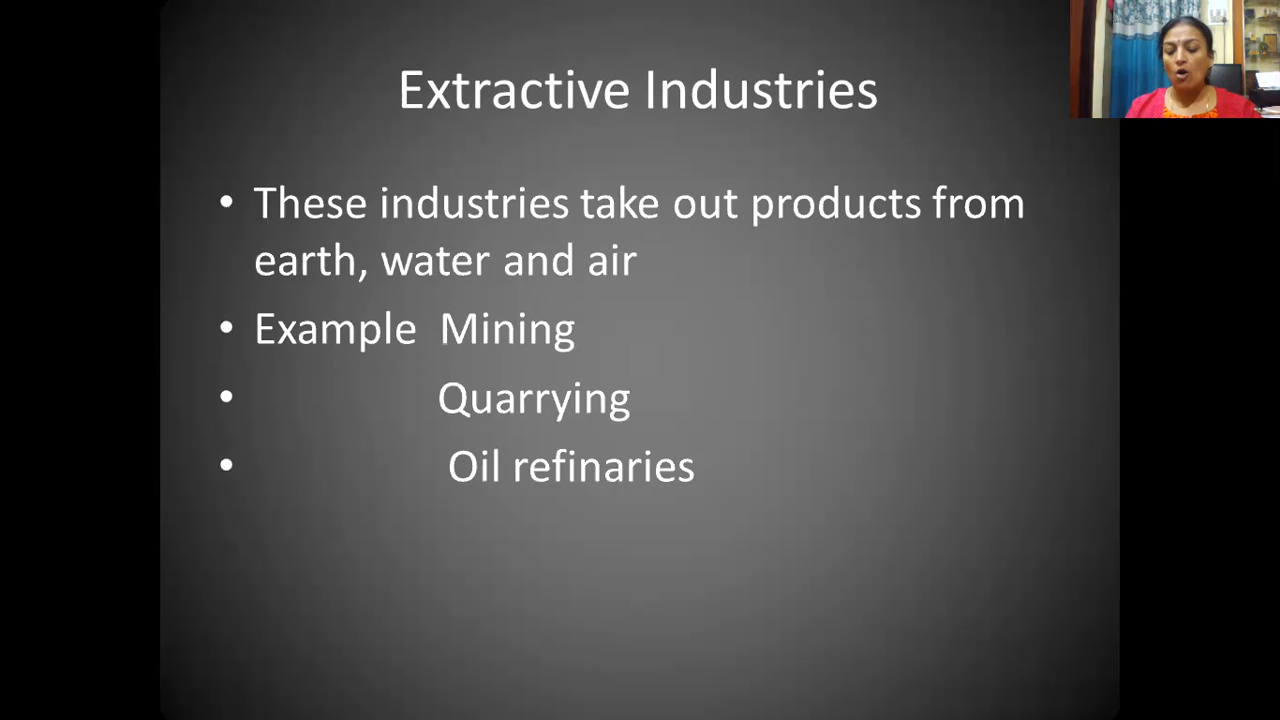 Extractive Industries
• These industries take out products from
earth, water and air
• Example Mining
• Quarrying
• Oil refinaries